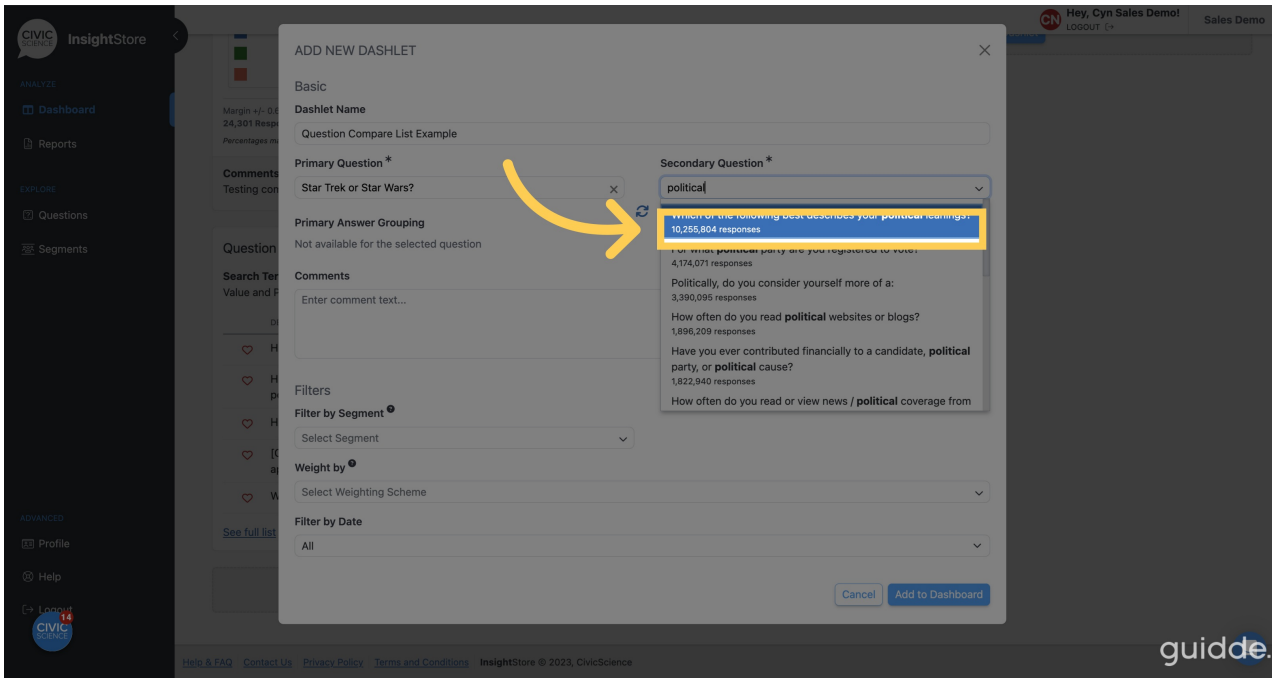 CIVIC
SCIENCE
InsightStore
Hey, Cyn Sales Demo!
LOGOUT
CN
Sales Demo
ANALYZE
Dashboard
Reports
EXPLORE
Questions
Segments
ADVANCED
Profile
Help
Logout
14
CIVIC
SCIENCE
Margin +/- 0.6
24,301
Percentages
Comments
Testing
Question
Search
Value and
See full list
ADD NEW DASHLET
Basic
Dashlet Name
Question Compare List Example
Primary Question *
Star Trek or Star Wars?
Secondary Question *
political
Which of the following best describes your political leanings?
10,255,804 responses
For what political party are you registered to vote?
4,174,071 responses
Politically, do you consider yourself more of a:
3,390,095 responses
How often do you read political websites or blogs?
1,896,209 responses
Have you ever contributed financially to a candidate, political
party, or political cause?
1,822,940 responses
How often do you read or view news / political coverage from
Primary Answer Grouping
Not available for the selected question
Comments
Enter comment text...
Filters
Filter by Segment
Select Segment
Weight by
Select Weighting Scheme
Filter by Date
All
Cancel
Add to Dashboard
Help & FAQ Contact Us Privacy Policy Terms and Conditions InsightStore © 2023, CivicScience
guidde.